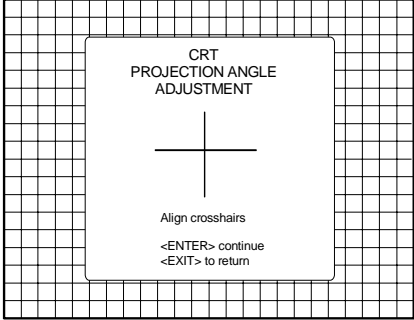 CRT
PROJECTION ANGLE
ADJUSTMENT
Align crosshairs
<ENTER> continue
<EXIT> to return